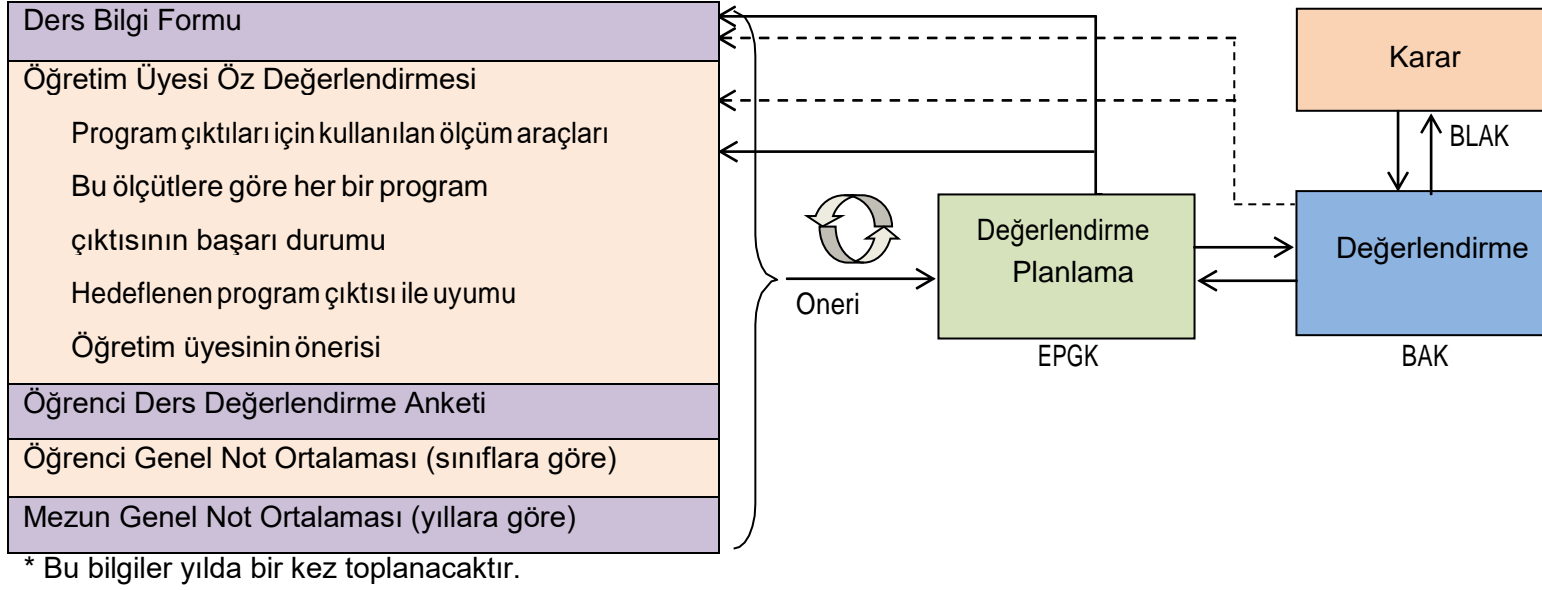 Ders Bilgi Formu
Öğretim Üyesi Öz Değerlendirmesi
Program çıktıları için kullanılan ölçüm araçları
Bu ölçütlere göre her bir program
çıktısının başarı durumu
Hedeflenen program çıktısı ile uyumu
Öğretim üyesinin önerisi
Öğrenci Ders Değerlendirme Anketi
Öğrenci Genel Not Ortalaması (sınıflara göre)
Mezun Genel Not Ortalaması (yıllara göre)
* Bu bilgiler yılda bir kez toplanacaktır.
Oneri
Değerlendirme
Planlama
EPGK
Karar
BLAK
Değerlendirme
BAK